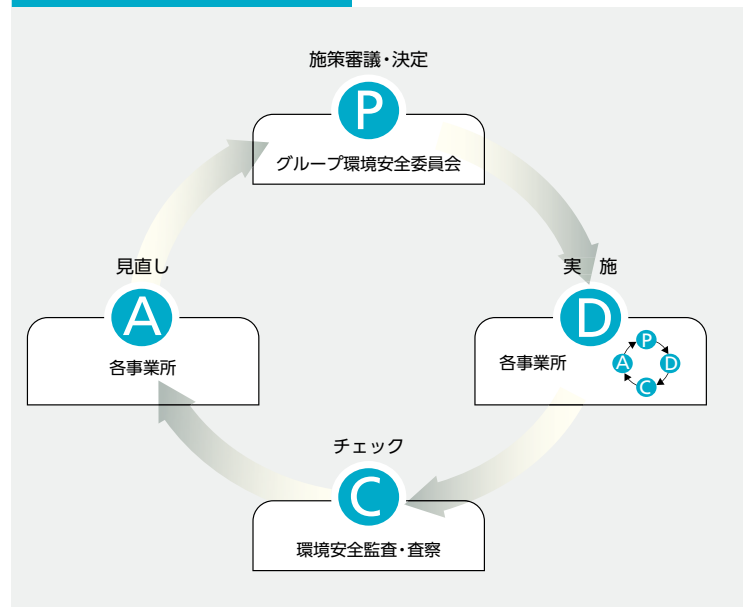 施策審議・決定
P
グループ環境安全委員会
見直し
A
各事業所
実 施
D
各事業所
P
A
D
C
チェック
C
環境安全監査・査察